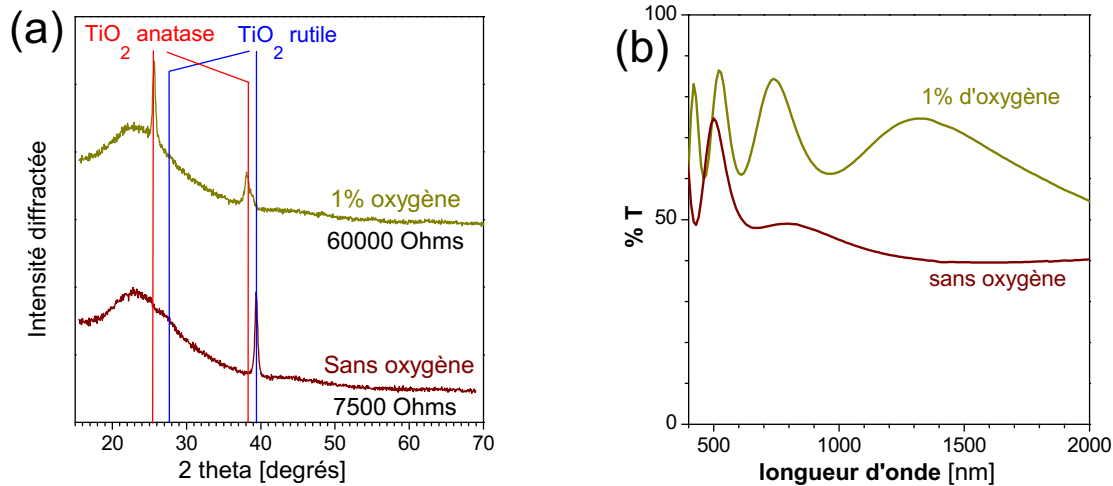 (a)
TiO2 anatase TiO2 rutile
1% oxygène
60000 Ohms
Sans oxygène
7500 Ohms
Intensité diffractée
20 30 40 50 60 70
2 theta [degrés]
(b)
100
50
0
% T
1% d'oxygène
sans oxygène
500 1000 1500 2000
longueur d'onde [nm]